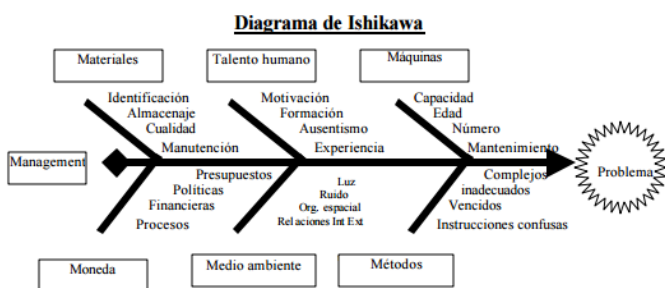 Diagrama de Ishikawa
Materiales
Talento humano
Máquinas
Identificación
Almacenaje
Cualidad
Manutención
Motivación
Formación
Ausentismo
Experiencia
Capacidad
Edad
Número
Mantenimiento
Management
Problema
Presupuestos
Políticas
Financieras
Procesos
Luz
Ruido
Org. espacial
Relaciones Int Ext
Complejos
inadecuados
Vencidos
Instrucciones confusas
Moneda
Medio ambiente
Métodos